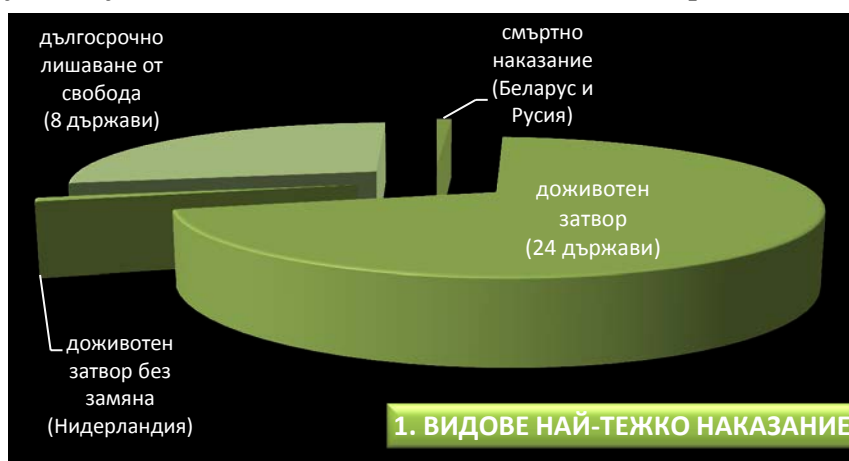 дългосрочно
лишаване от
свобода
(8 държави)
смъртно
наказание
(Беларус и
Русия)
доживотен
затвор
(24 държави)
доживотен
затвор без
замяна
(Нидерландия)
1. ВИДОВЕ НАЙ-ТЕЖКО НАКАЗАНИЕ